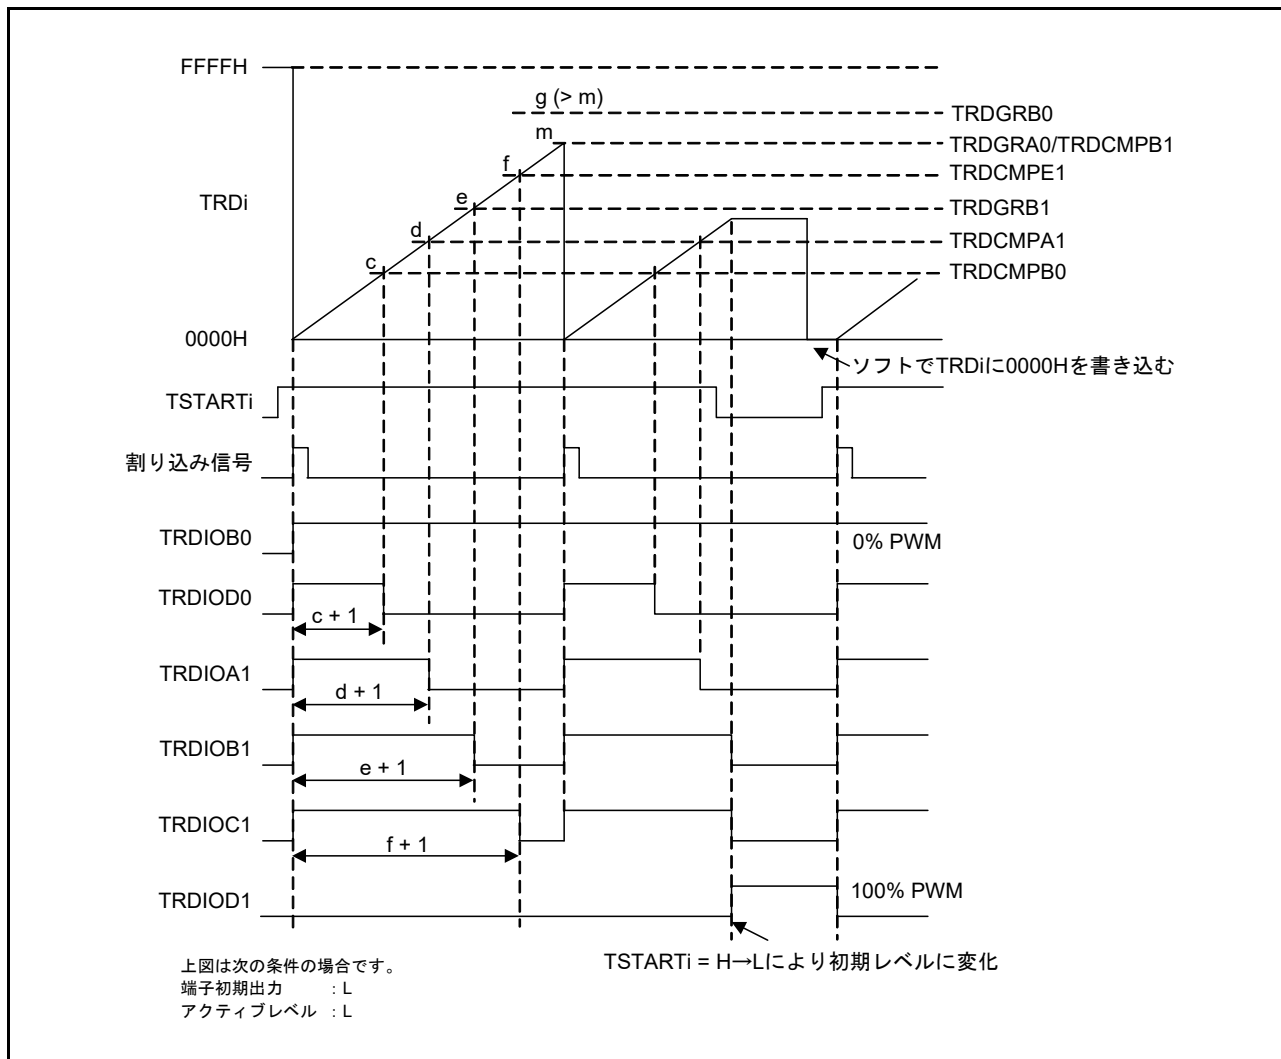 FFFFH
g (> m)
TRDGRB0
m
TRDGRA0/TRDCMPB1
f
TRDCMPE1
TRDi
e
TRDGRB1
d
TRDCMPA1
c
TRDCMPB0
0000H
ソフトでTRDiに0000Hを書き込む
TSTARTi
割り込み信号
TRDIOB0
0% PWM
TRDIOD0
c + 1
TRDIOA1
d + 1
TRDIOB1
e + 1
TRDIOC1
f + 1
TRDIOD1
100% PWM
TSTARTi = H→Lにより初期レベルに変化
上図は次の条件の場合です。
端子初期出力 : L
アクティブレベル : L